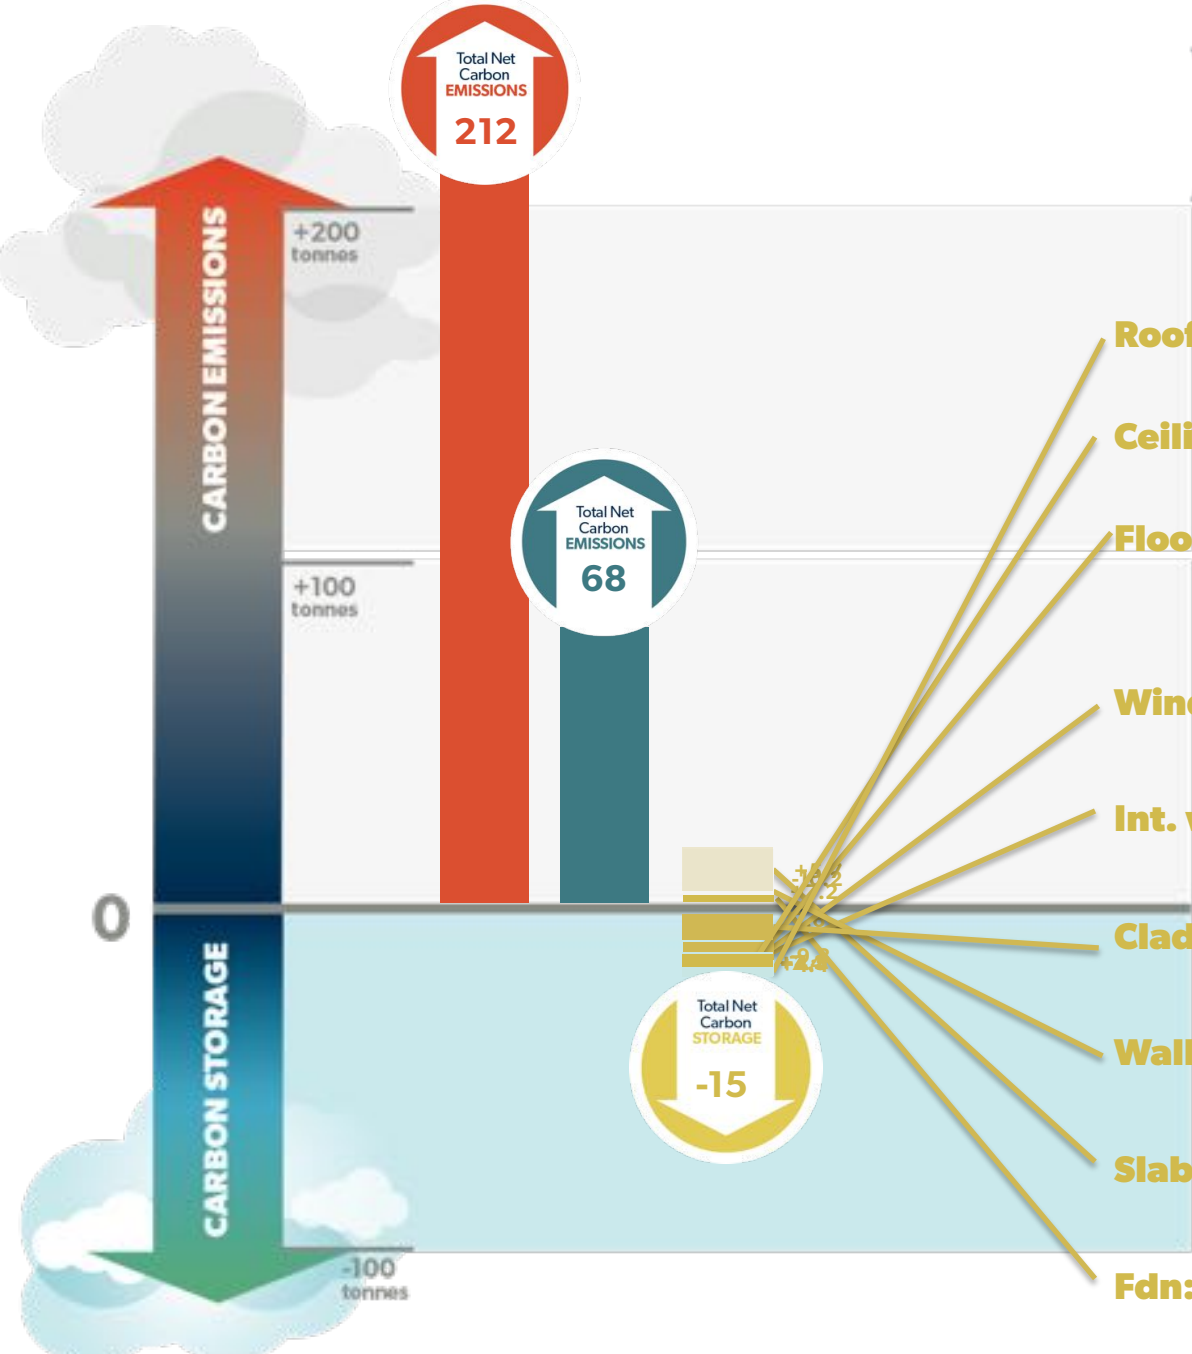 Total Net
Carbon
EMISSIONS
212
CARBON EMISSIONS
+200
tonnes
Total Net
Carbon
EMISSIONS
68
+100
tonnes
0
CARBON STORAGE
Total Net
Carbon
STORAGE
-15
-100
tonnes
Roof
Ceili
Floo
Int.
Clad
Wall
Slab
Fdn: